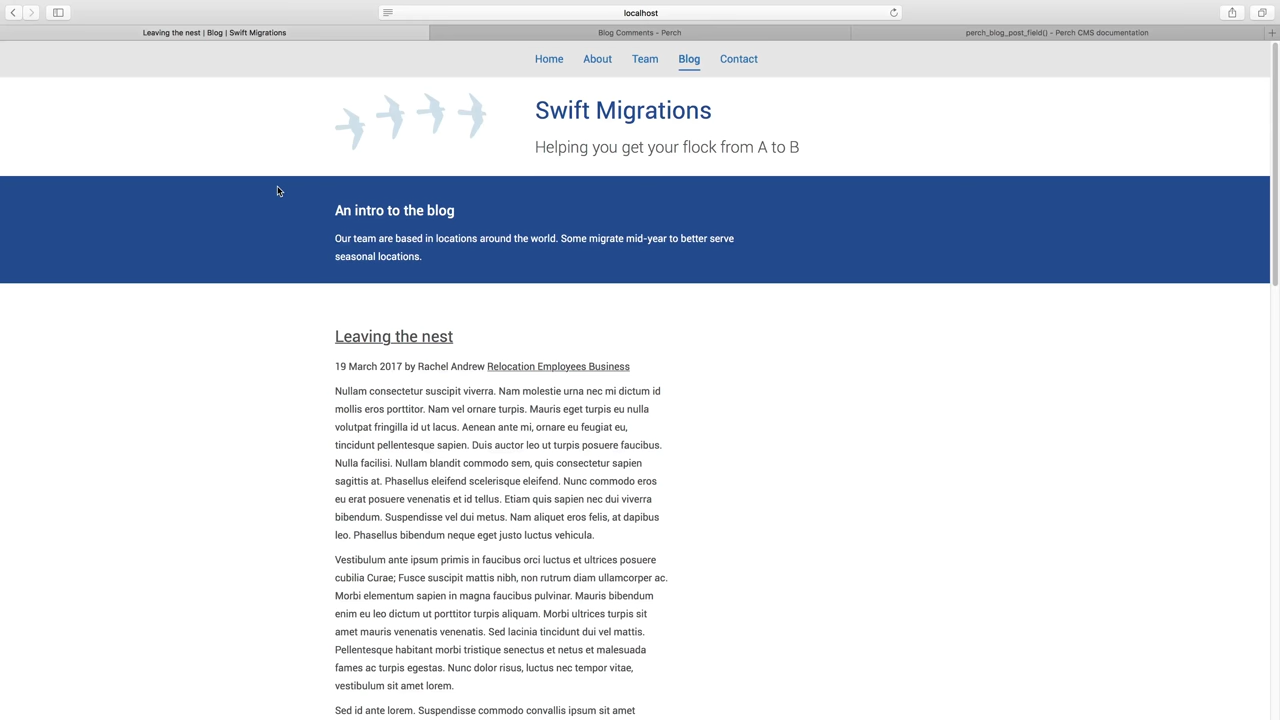 localhost
Leaving the nest | Blog | Swift Migrations
Blog Comments - Perch
perch_blog_post_field() - Perch CMS documentation
Home About Team Blog Contact
Swift Migrations
Helping you get your flock from A to B
An intro to the blog
Our team are based in locations around the world. Some migrate mid-year to better serve
seasonal locations.
Leaving the nest
19 March 2017 by Rachel Andrew Relocation Employees Business
Nullam consectetur suscipit viverra. Nam molestie urna nec mi dictum id
mollis eros porttitor. Nam vel ornare turpis. Mauris eget turpis eu nulla
volutpat fringilla id ut lacus. Aenean ante mi, ornare eu feugiat eu,
tincidunt pellentesque sapien. Duis auctor leo ut turpis posuere faucibus.
Nulla facilisi. Nullam blandit commodo sem, quis consectetur sapien
sagittis at. Phasellus eleifend scelerisque eleifend. Nunc commodo eros
eu erat posuere venenatis et id tellus. Etiam quis sapien nec dui viverra
bibendum. Suspendisse vel dui metus. Nam aliquet eros felis, at dapibus
leo. Phasellus bibendum neque eget justo luctus vehicula.
Vestibulum ante ipsum primis in faucibus orci luctus et ultrices posuere
cubilia Curae; Fusce suscipit mattis nibh, non rutrum diam ullamcorper ac.
Morbi elementum sapien in magna faucibus pulvinar. Mauris bibendum
enim eu leo dictum ut porttitor turpis aliquam. Morbi ultrices turpis sit
amet mauris venenatis venenatis. Sed lacinia tincidunt dui vel mattis.
Pellentesque habitant morbi tristique senectus et netus et malesuada
fames ac turpis egestas. Nunc dolor risus, luctus nec tempor vitae,
vestibulum sit amet lorem.
Sed id ante lorem. Suspendisse commodo convallis ipsum sit amet